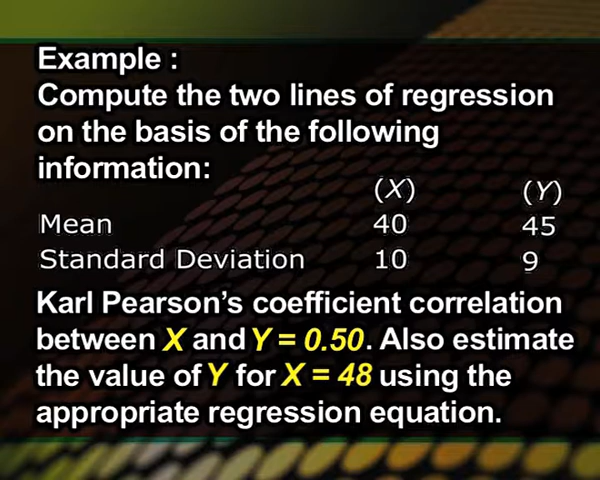 Example :
Compute the two lines of regression
on the basis of the following
information:
(X) (Y)
Mean 40 45
Standard Deviation 10 9
Karl Pearson's coefficient correlation
between X and Y = 0.50. Also estimate
the value of Y for X = 48 using the
appropriate regression equation.